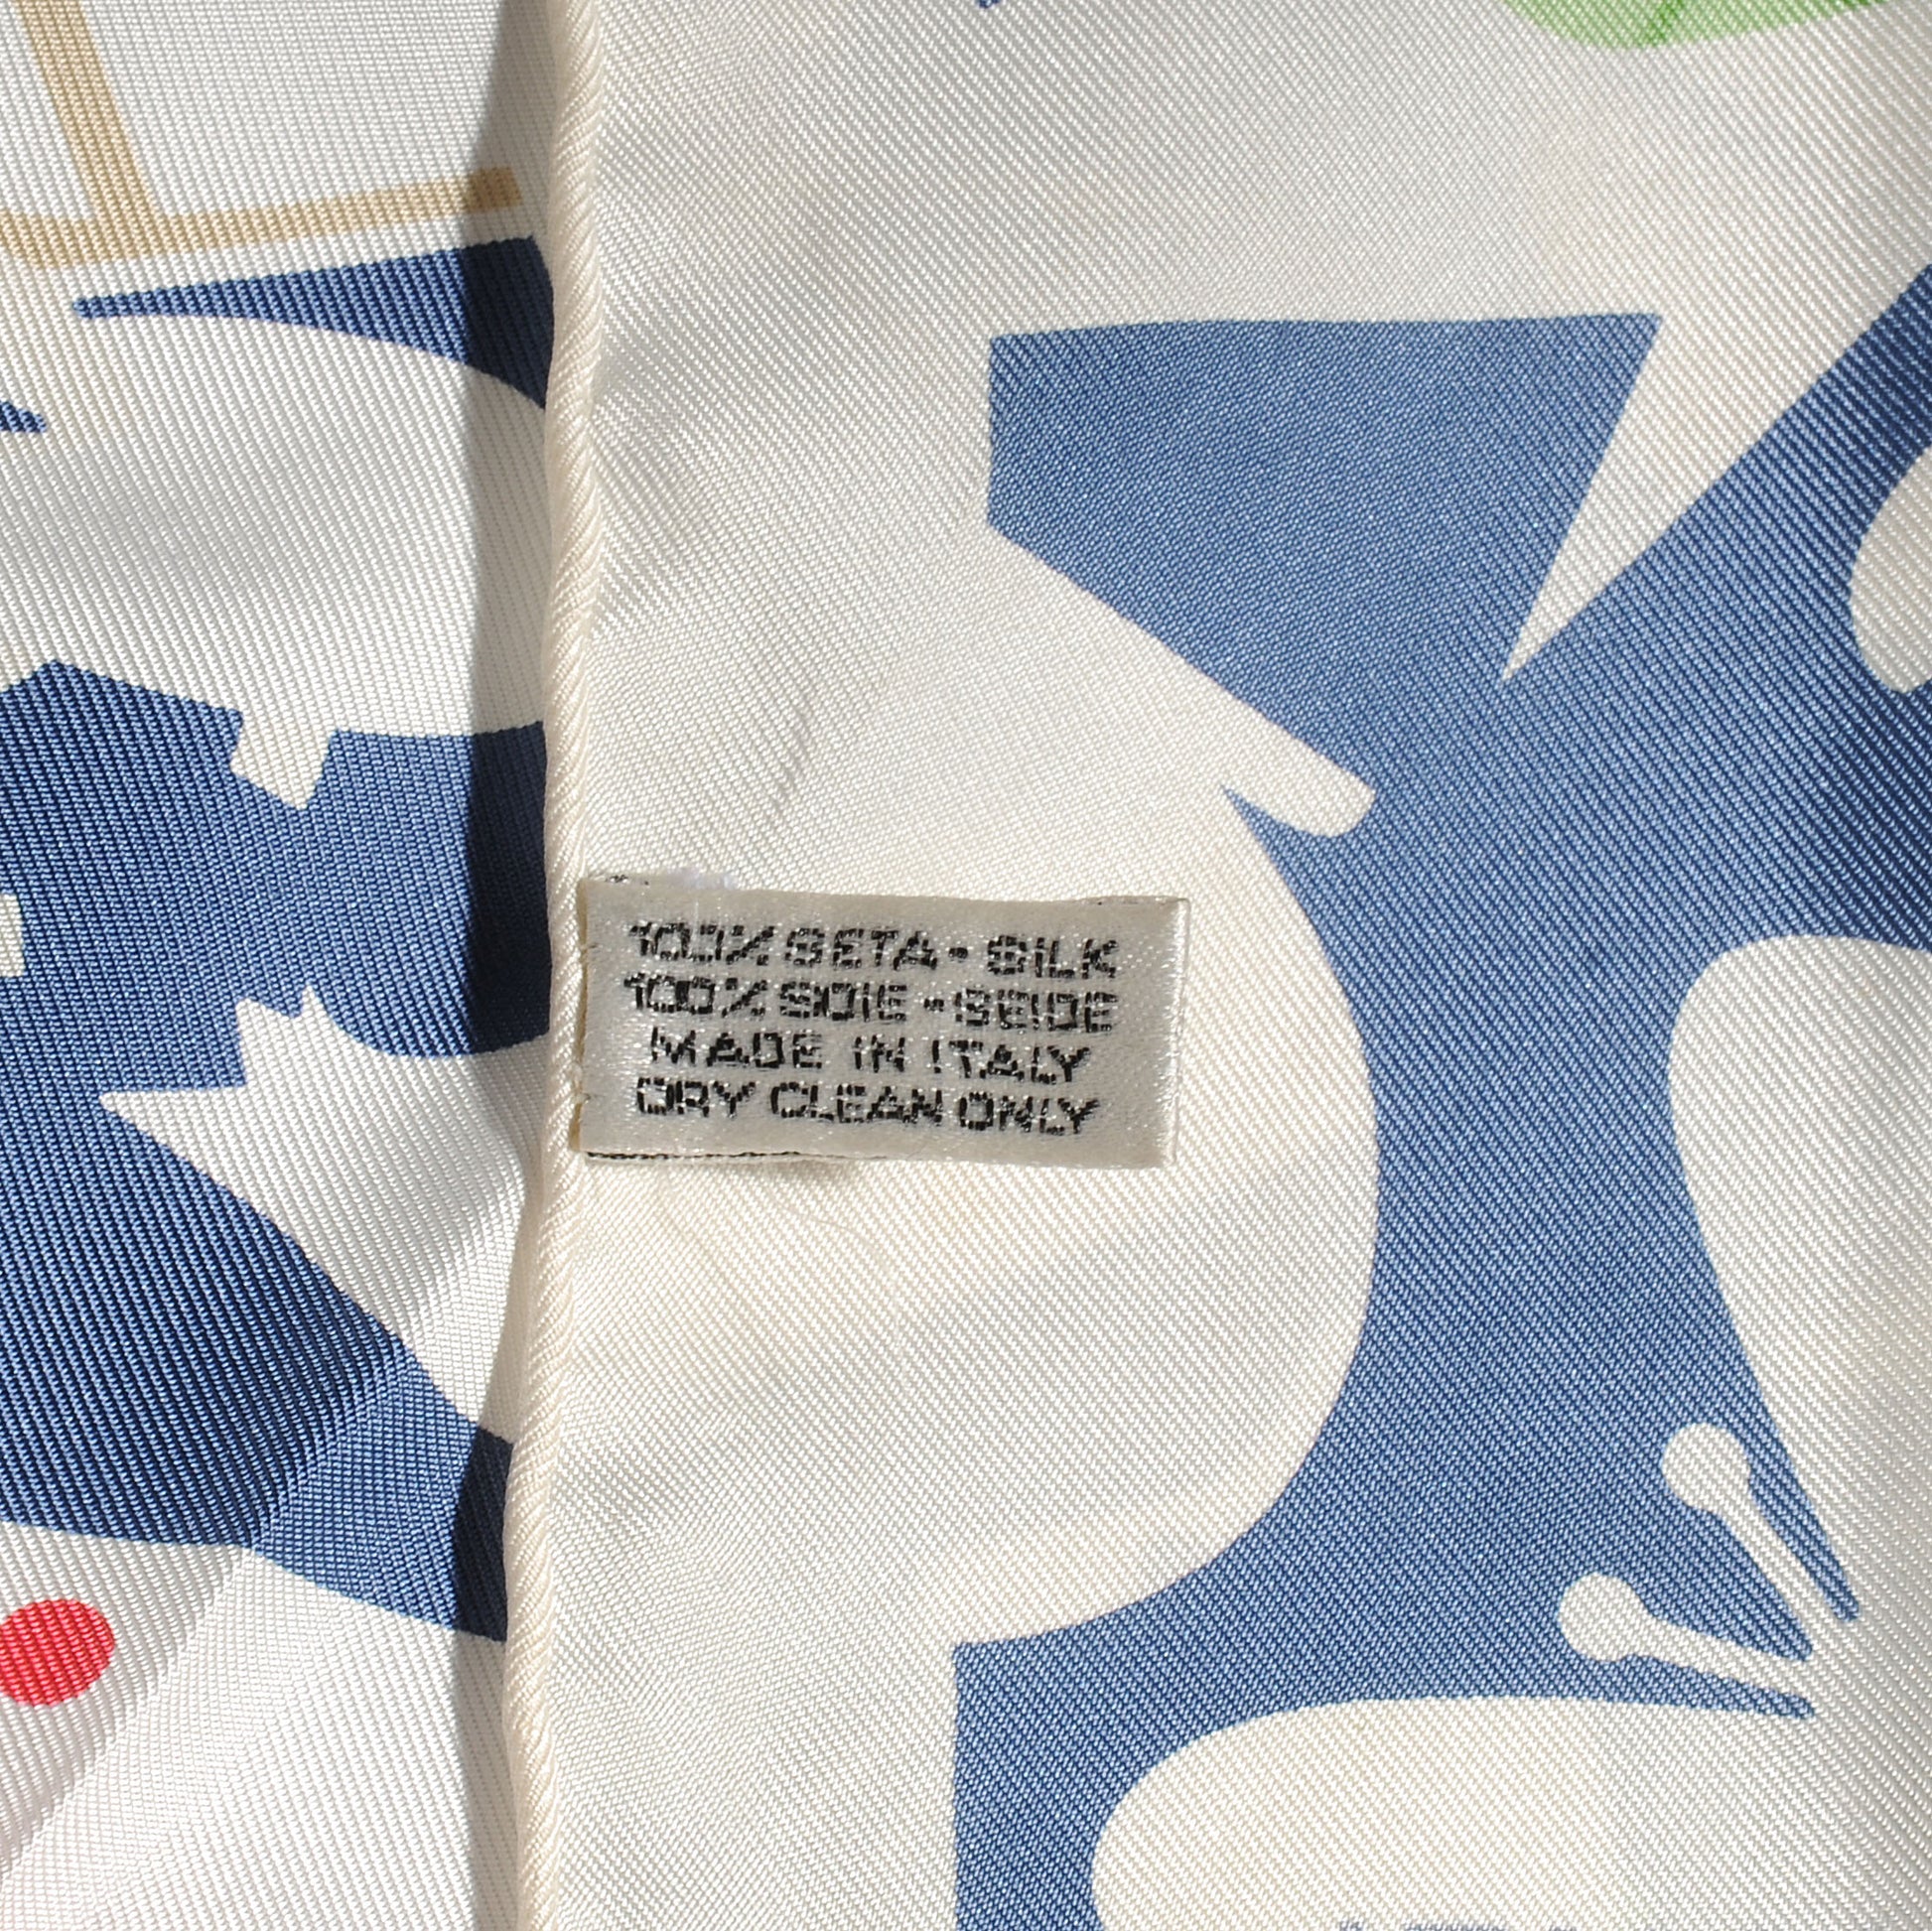 100% SETA - SILK
100% SOIE - SEIDE
MADE IN ITALY
DRY CLEAN ONLY